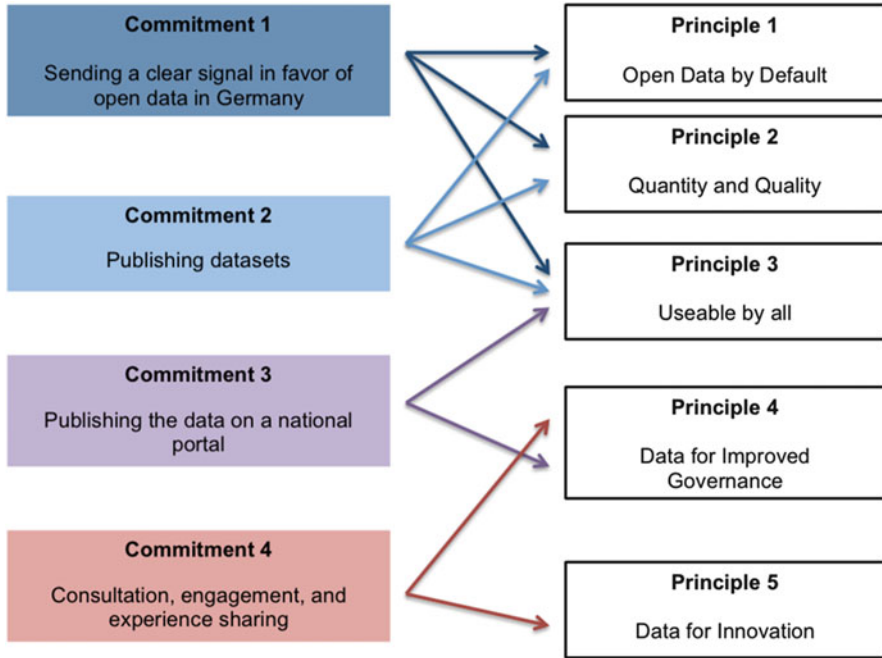 Commitment 1
Sending a clear signal in favor of
open data in Germany
Commitment 2
Publishing datasets
Commitment 3
Publishing the data on a national
portal
Commitment 4
Consultation, engagement, and
experience sharing
Principle 1
Open Data by Default
Principle 2
Quantity and Quality
Principle 3
Useable by all
Principle 4
Data for Improved
Governance
Principle 5
Data for Innovation